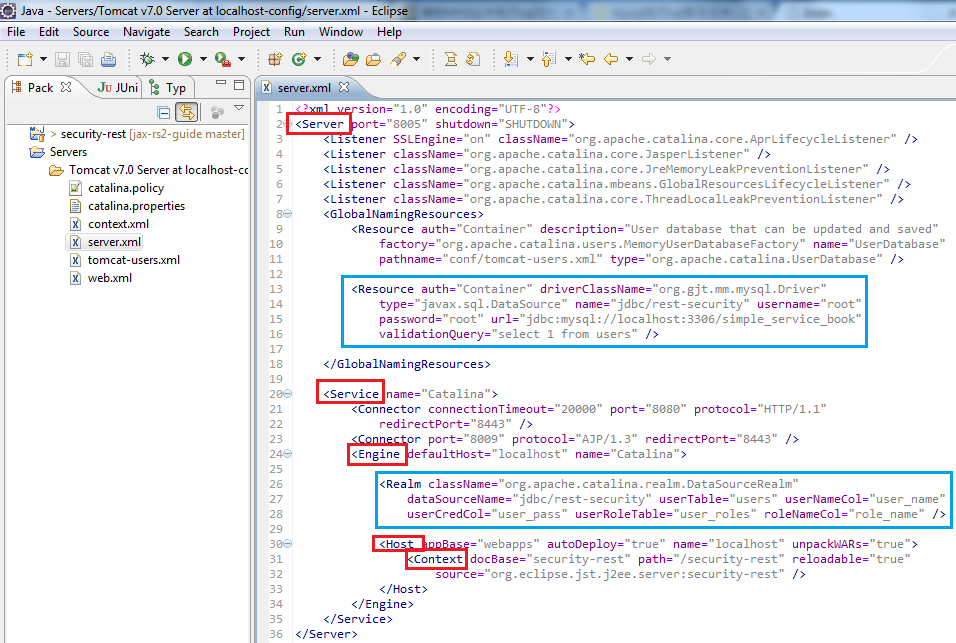 Java - Servers/Tomcat v7.0 Server at localhost-config/server.xml - Eclipse
File Edit Source Navigate Search Project Run Window Help
Pack JUni Typ
server.xml
> security-rest [jax-rs2-guide master]
Servers
Tomcat v7.0 Server at localhost-cc
catalina.policy
catalina.properties
context.xml
server.xml
tomcat-users.xml
web.xml
1 <?xml version="1.0" encoding="UTF-8"?>
2 <Server port="8005" shutdown="SHUTDOWN">
3 <Listener SSLEngine="on" className="org.apache.catalina.core.AprLifecycleListener" />
4 <Listener className="org.apache.catalina.core.JasperListener" />
5 <Listener className="org.apache.catalina.core.JreMemoryLeakPreventionListener" />
6 <Listener className="org.apache.catalina.mbeans.GlobalResourcesLifecycleListener" />
7 <Listener className="org.apache.catalina.core.ThreadLocalLeakPreventionListener" />
8 <GlobalNamingResources>
9 <Resource auth="Container" description="User database that can be updated and saved"
10 factory="org.apache.catalina.users.MemoryUserDatabaseFactory" name="UserDatabase"
11 pathname="conf/tomcat-users.xml" type="org.apache.catalina.UserDatabase" />
12
13 <Resource auth="Container" driverClassName="org.gjt.mm.mysql.Driver"
14 type="javax.sql.DataSource" name="jdbc/rest-security" username="root"
15 password="root" url="jdbc:mysql://localhost:3306/simple_service_book"
16 validationQuery="select 1 from users" />
17
18 </GlobalNamingResources>
19
20 <Service name="Catalina">
21 <Connector connectionTimeout="20000" port="8080" protocol="HTTP/1.1"
22 redirectPort="8443" />
23 <Connector port="8009" protocol="AJP/1.3" redirectPort="8443" />
24 <Engine defaultHost="localhost" name="Catalina">
25
26 <Realm className="org.apache.catalina.realm.DataSourceRealm"
27 dataSourceName="jdbc/rest-security" userTable="users" userNameCol="user_name"
28 userCredCol="user_pass" userRoleTable="user_roles" roleNameCol="role_name" />
29
30 <Host appBase="webapps" autoDeploy="true" name="localhost" unpackWARs="true">
31 <Context docBase="security-rest" path="/security-rest" reloadable="true"
32 source="org.eclipse.jst.j2ee.server:security-rest" />
33 </Host>
34 </Engine>
35 </Service>
36 </Server>